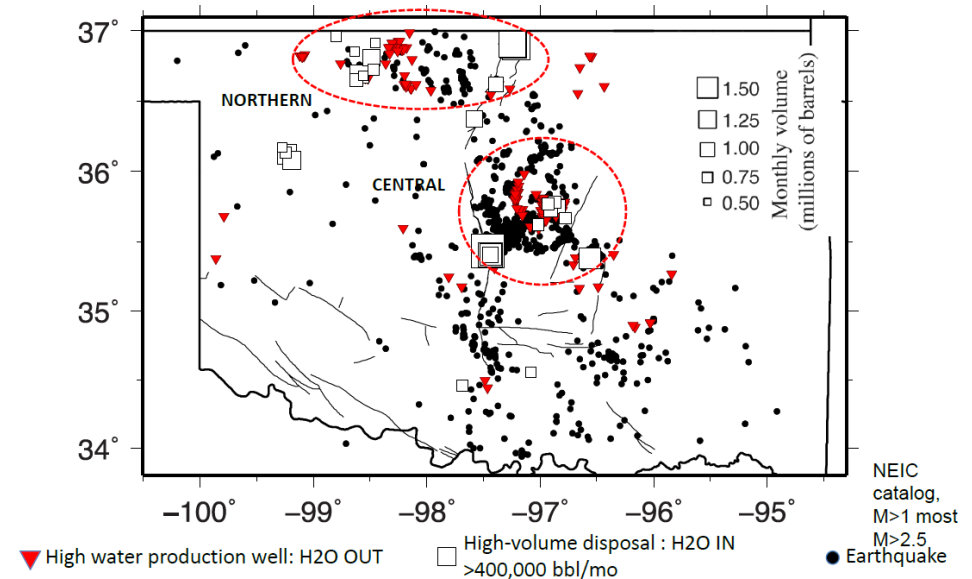 37°
36°
35°
34°
NORTHERN
CENTRAL
1.50
1.25
1.00
0.75
0.50
Monthly volume
(millions of barrels)
−100° −99° −98° −97° −96° −95°
NEIC
catalog,
M>1 most
M>2.5
High water production well: H2O OUT
High-volume disposal : H2O IN
>400,000 bbl/mo
Earthquake